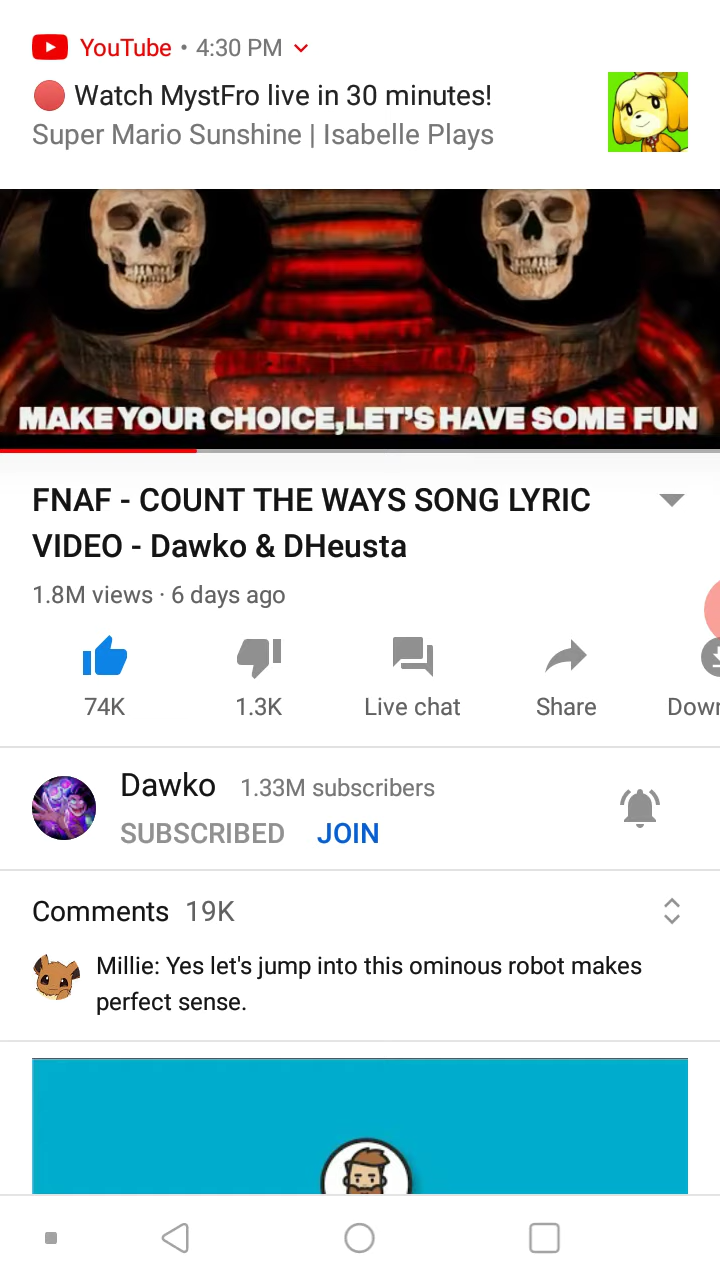 YouTube • 4:30 PM
🔴 Watch MystFro live in 30 minutes!
Super Mario Sunshine | Isabelle Plays
MAKE YOUR CHOICE,LET'S HAVE SOME FUN
FNAF - COUNT THE WAYS SONG LYRIC
VIDEO - Dawko & DHeusta
1.8M views · 6 days ago
74K
1.3K
Live chat
Share
Down
Dawko 1.33M subscribers
SUBSCRIBED JOIN
Comments 19K
Millie: Yes let's jump into this ominous robot makes
perfect sense.